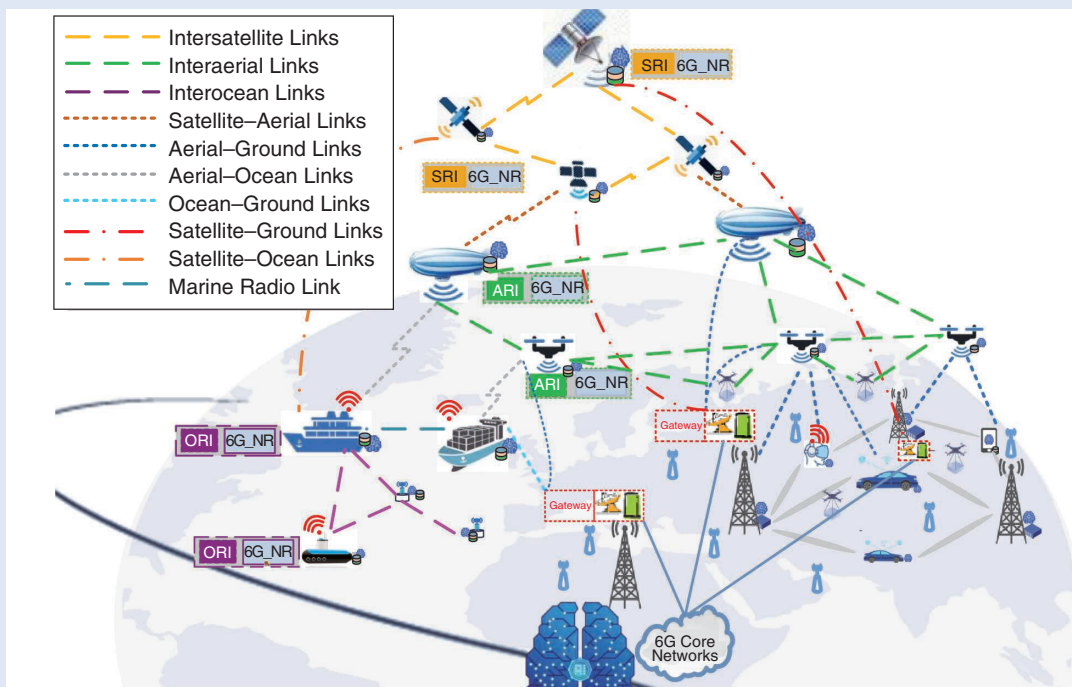 Intersatellite Links
Interaerial Links
Interocean Links
Satellite–Aerial Links
Aerial–Ground Links
Aerial–Ocean Links
Ocean–Ground Links
Satellite–Ground Links
Satellite–Ocean Links
Marine Radio Link
SRI 6G_NR
SRI 6G_NR
ARI 6G_NR
ARI 6G_NR
Gateway
ORI 6G_NR
Gateway
ORI 6G_NR
6G Core
Networks